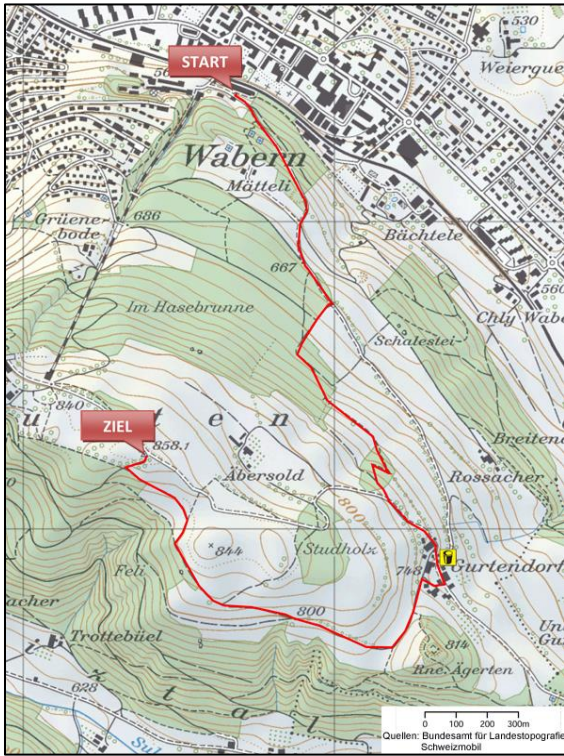 530
START
Weiergue
Wabern
Mätteli
Grüene-
bode
686
Bächtele
667
560
Im Hasebrunne
Chly Wabe
Schalestei-
840
u
t
e
n
ZIEL
858.1
Breitena
Äbersold
Rossacher
800
844
Studholz
748
Gurtendorf
Feli
acher
800
Un
Gu
Trottebüel
814
Rne. Ägerten
628
t
a
l
Sul
0 100 200 300m
Quellen: Bundesamt für Landestopografie
Schweizmobil